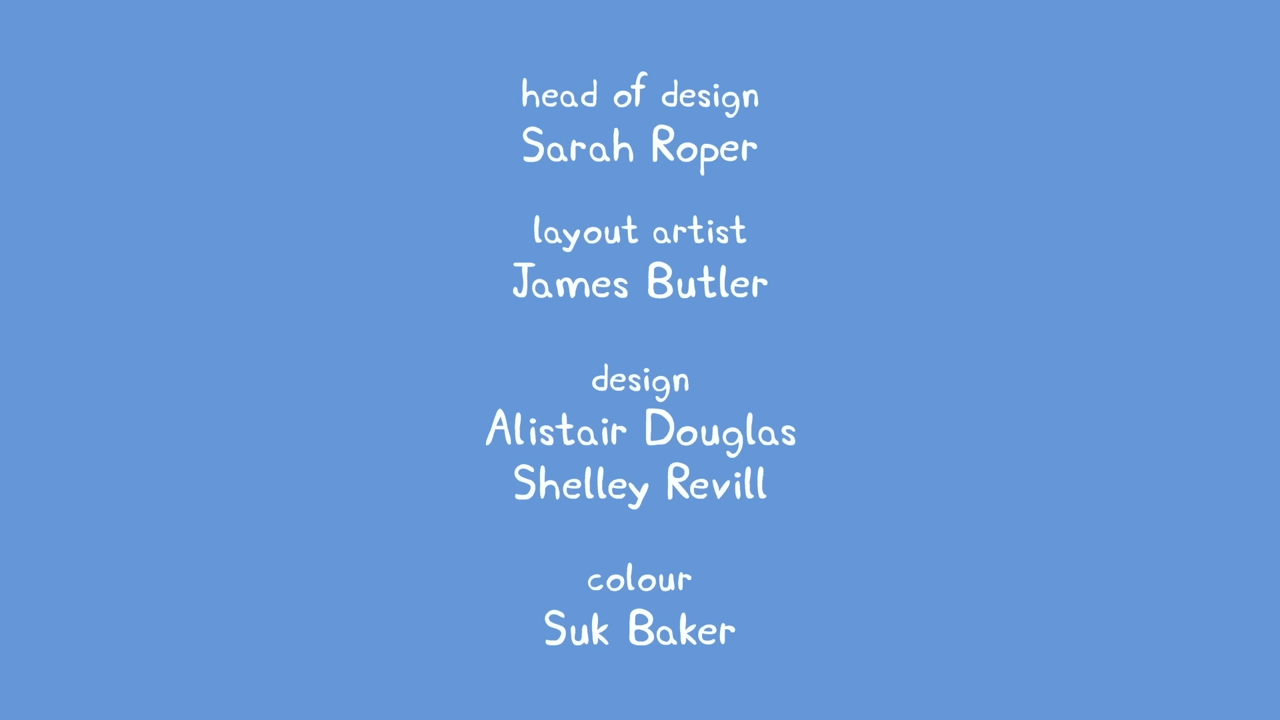 head of design
Sarah Roper
layout artist
James Butler
design
Alistair Douglas
Shelley Revill
colour
Suk Baker